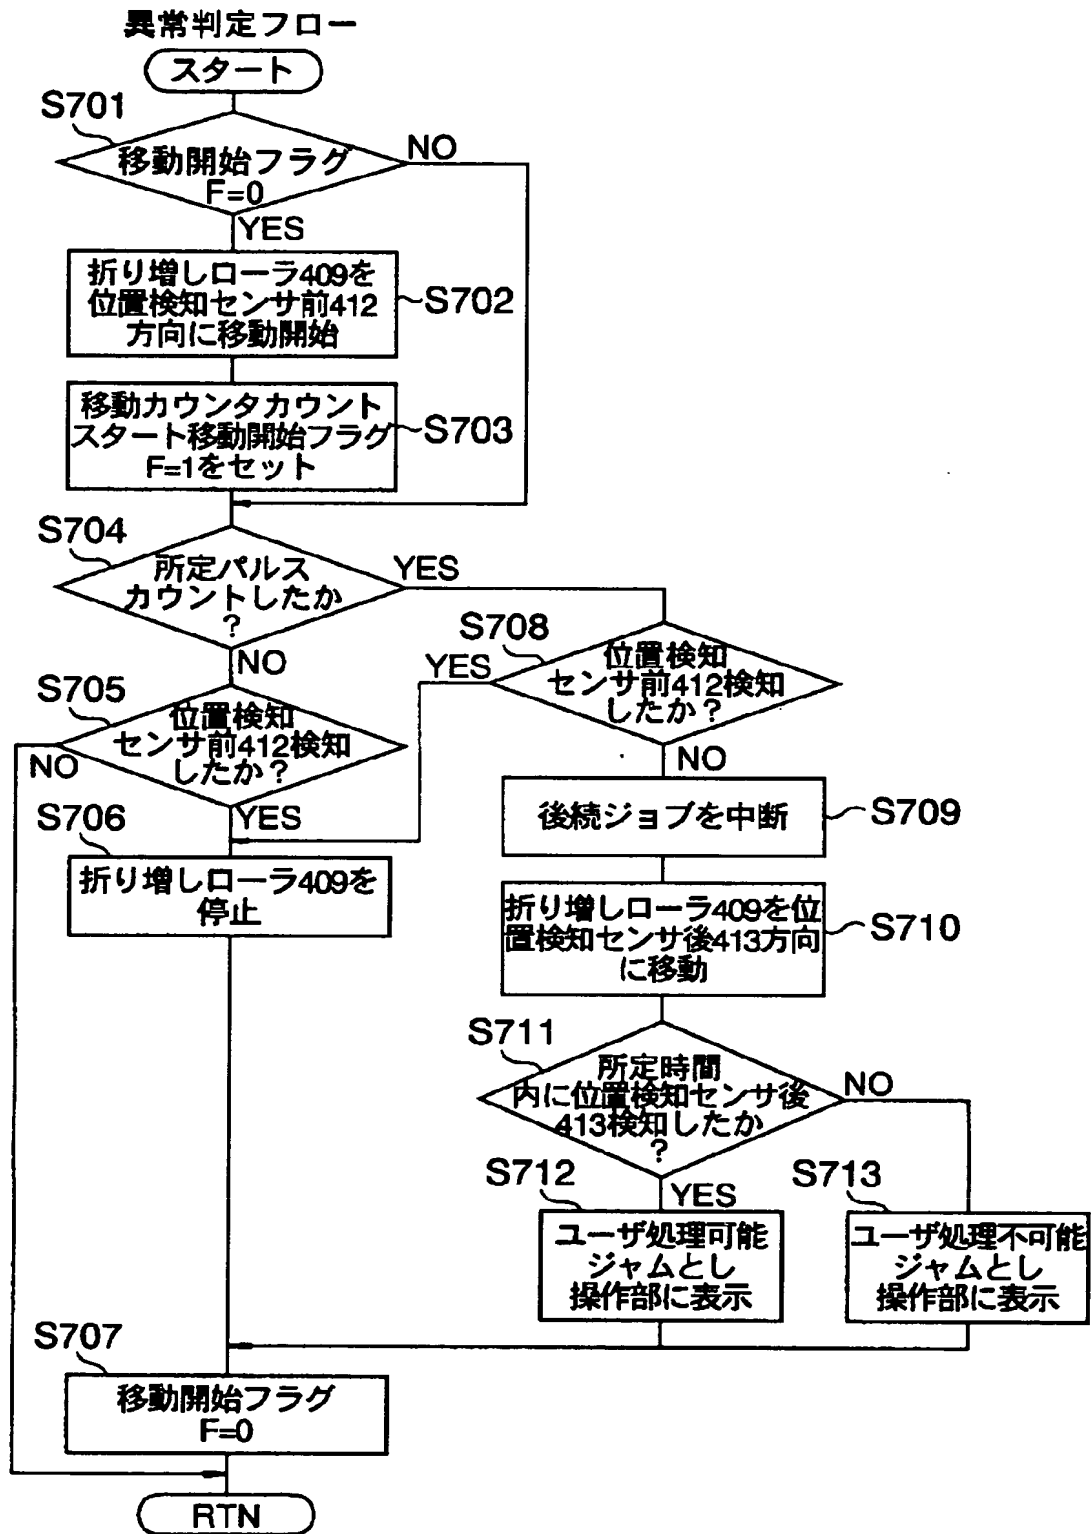 異常判定フロー
スタート
S701
移動開始フラグ
F=0
NO
YES
折り増しローラ409を
位置検知センサ前412
方向に移動開始
S702
移動カウンタカウント
スタート移動開始フラグ
F=1をセット
S703
S704
所定パルス
カウントしたか
?
YES
NO
S705
位置検知
センサ前412検知
したか?
NO
YES
S706
折り増しローラ409を
停止
S708
位置検知
センサ前412検知
したか?
YES
NO
後続ジョブを中断
S709
折り増しローラ409を位
置検知センサ後413方向
に移動
S710
S711
所定時間
内に位置検知センサ後
413検知したか
?
NO
YES
S712
ユーザ処理可能
ジャムとし
操作部に表示
S713
ユーザ処理不可能
ジャムとし
操作部に表示
S707
移動開始フラグ
F=0
RTN